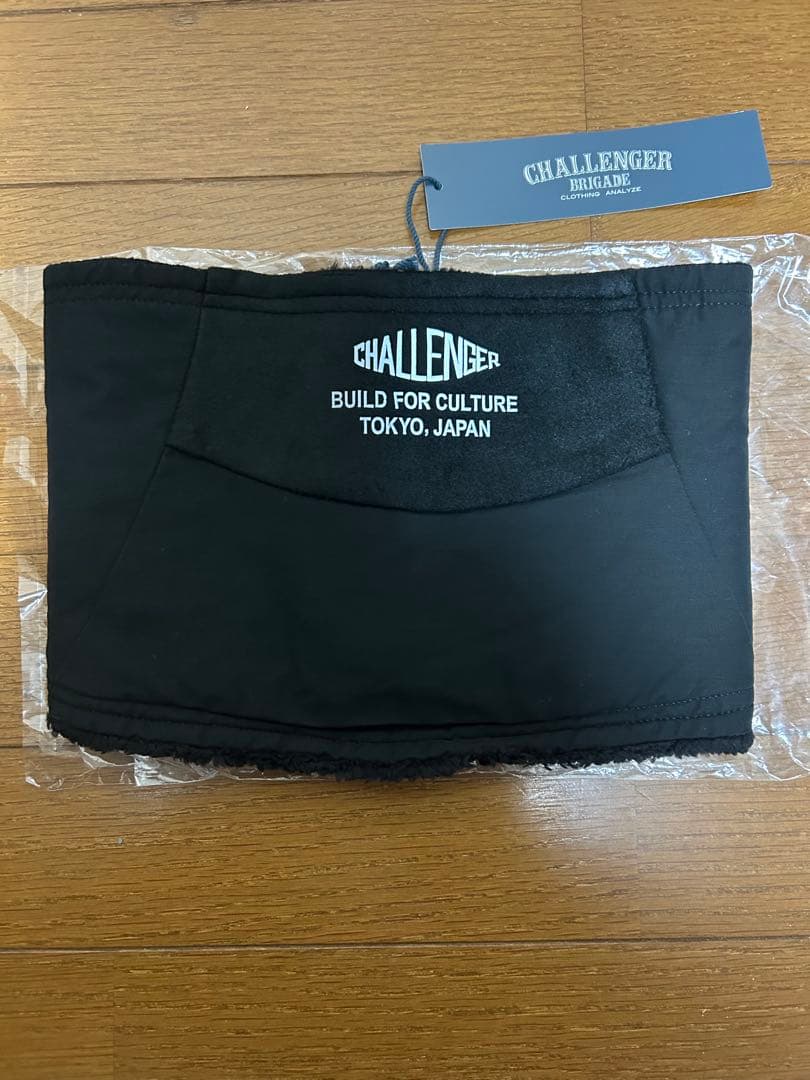 CHALLENGER
BRIGADE
CLOTHING ANALYZE
CHALLENGER
BUILD FOR CULTURE
TOKYO, JAPAN